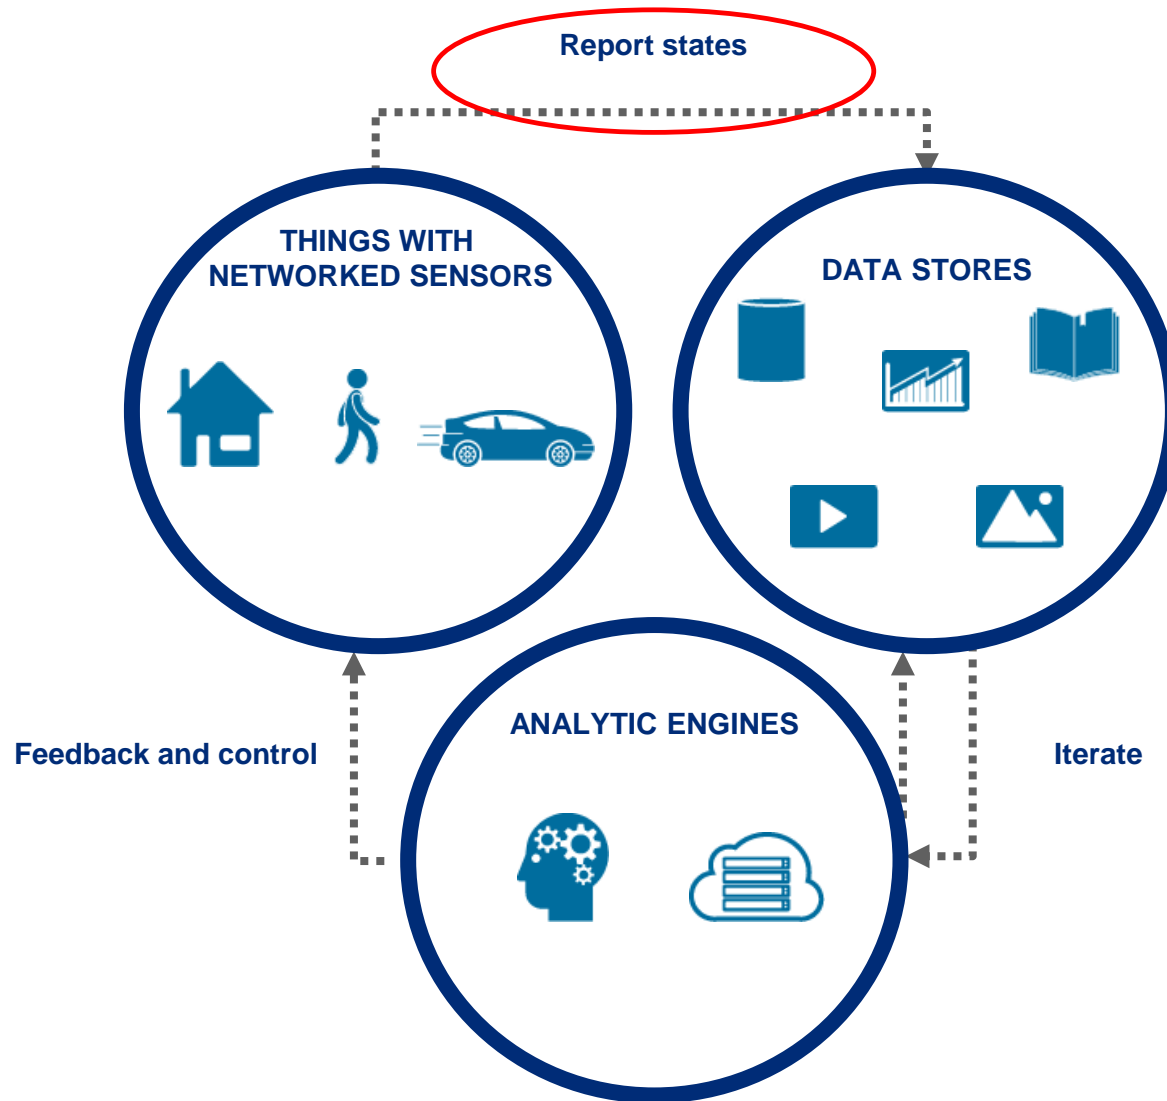 Report states
THINGS WITH
NETWORKED SENSORS
DATA STORES
ANALYTIC ENGINES
Feedback and control
Iterate